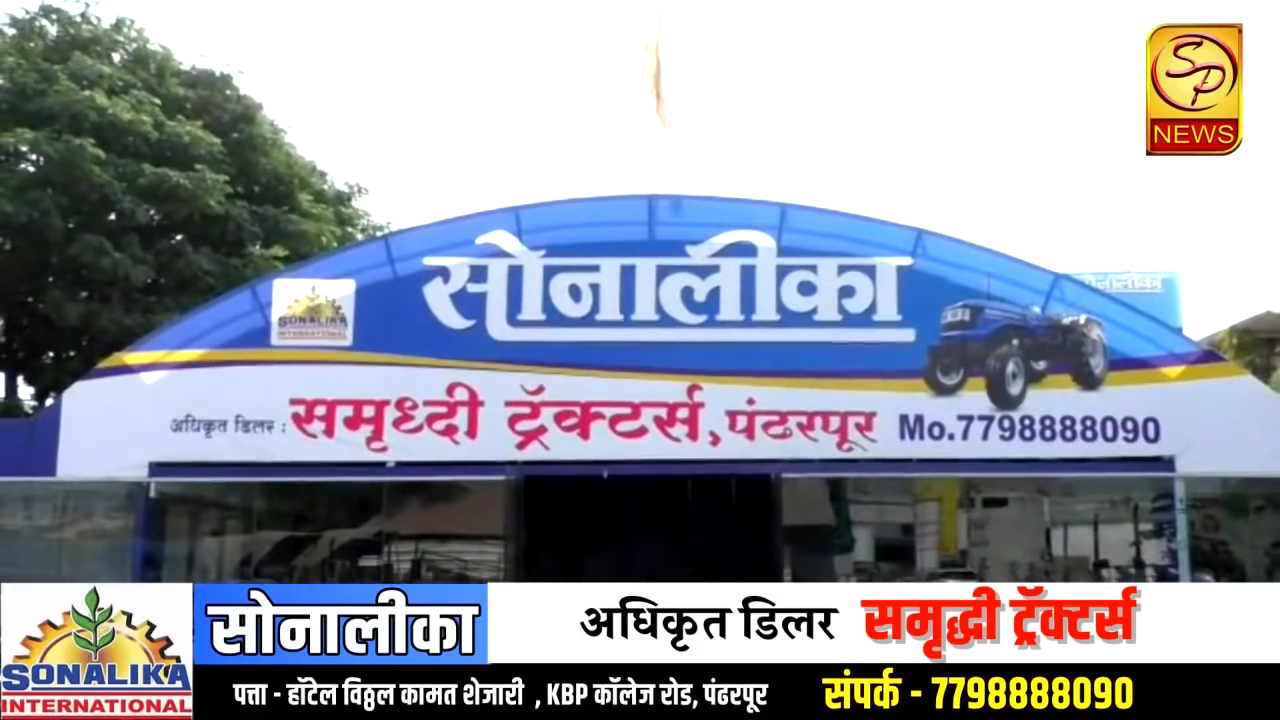 SP
NEWS
सोनालीका
सोनालीका
SONALIKA
INTERNATIONAL
अधिकृत डिलर : समृध्दी ट्रॅक्टर्स, पंढरपूर Mo.7798888090
SONALIKA
INTERNATIONAL
सोनालीका
अधिकृत डिलर समृद्धी ट्रॅक्टर्स
पत्ता - हॉटेल विठ्ठल कामत शेजारी , KBP कॉलेज रोड, पंढरपूर संपर्क - 7798888090